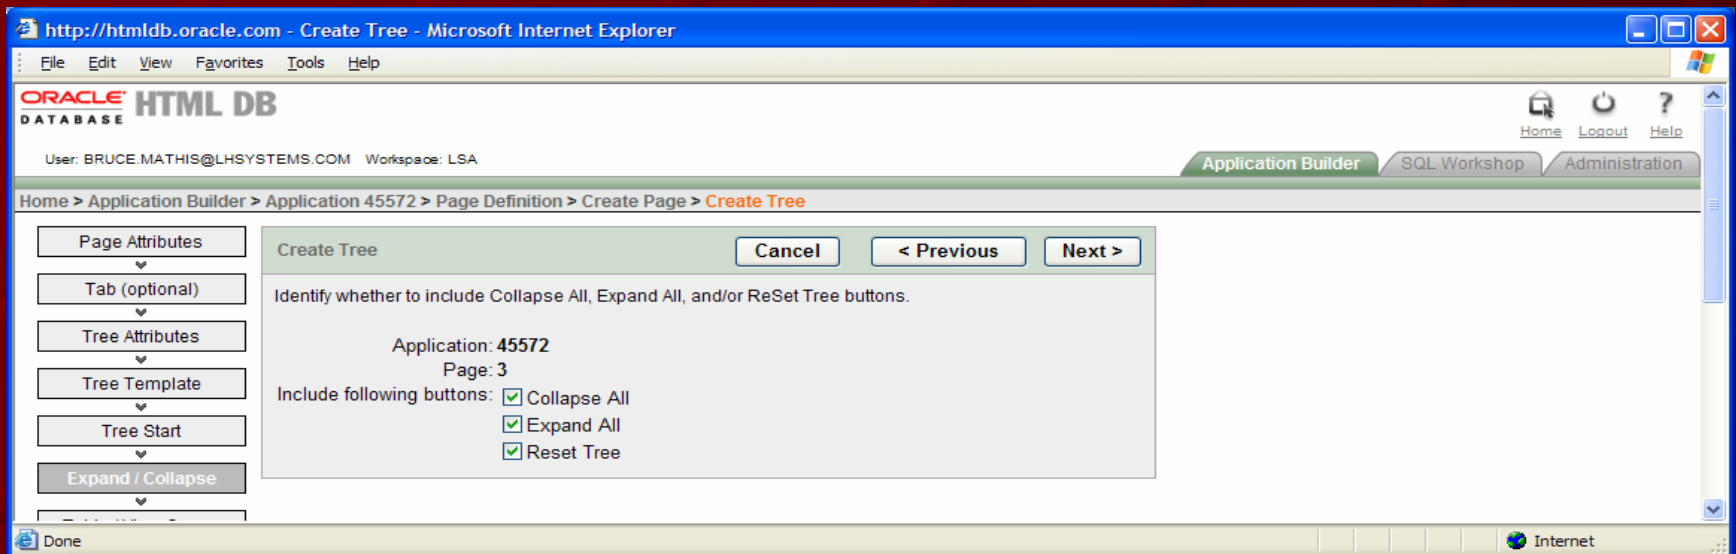 http://htmldb.oracle.com - Create Tree - Microsoft Internet Explorer
File Edit View Favorites Tools Help
ORACLE DATABASE HTML DB
Home Logout Help
User: BRUCE.MATHIS@LHSYSTEMS.COM Workspace: LSA
Application Builder SQL Workshop Administration
Home > Application Builder > Application 45572 > Page Definition > Create Page > Create Tree
Page Attributes
Tab (optional)
Tree Attributes
Tree Template
Tree Start
Expand / Collapse
Create Tree Cancel < Previous Next >
Identify whether to include Collapse All, Expand All, and/or ReSet Tree buttons.
Application: 45572
Page: 3
Include following buttons: Collapse All
Expand All
Reset Tree
Done Internet